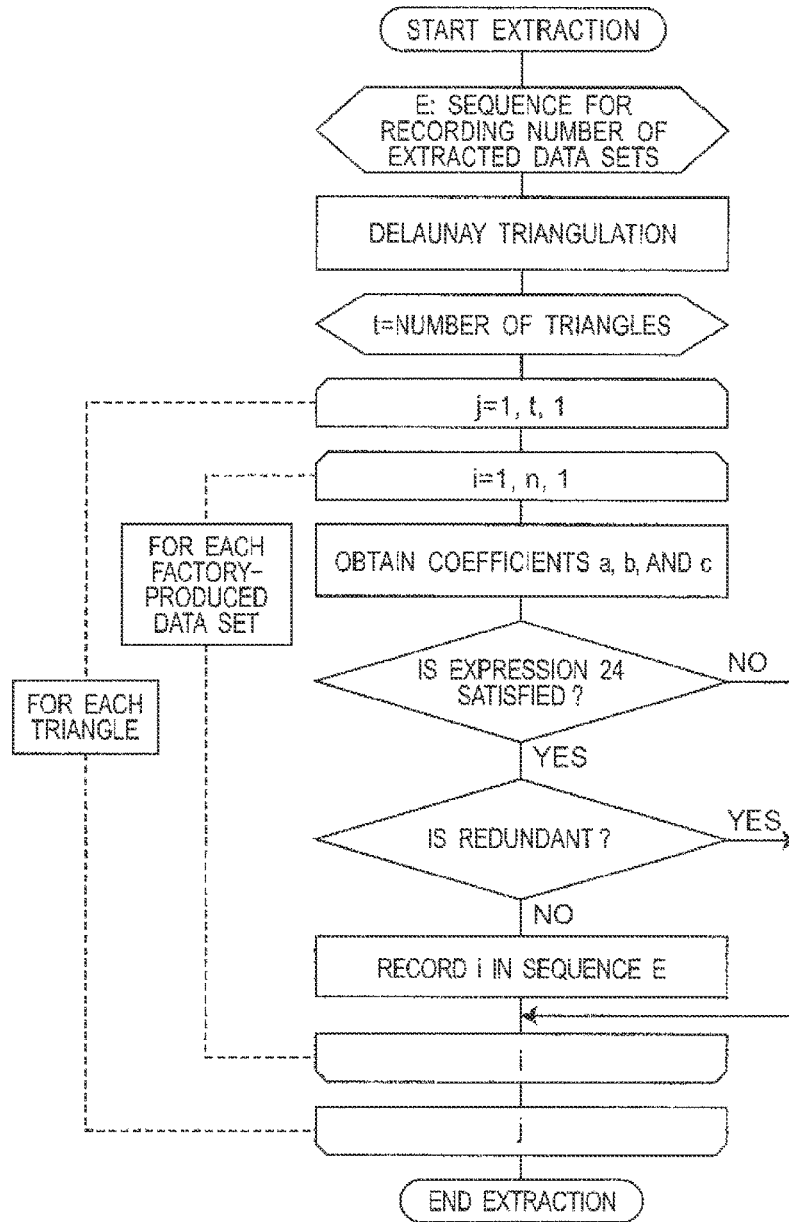 START EXTRACTION
E: SEQUENCE FOR
RECORDING NUMBER OF
EXTRACTED DATA SETS
DELAUNAY TRIANGULATION
t=NUMBER OF TRIANGLES
j=1, t, 1
i=1, n, 1
FOR EACH
FACTORY-
PRODUCED
DATA SET
OBTAIN COEFFICIENTS a, b, AND c
IS EXPRESSION 24
SATISFIED?
NO
FOR EACH
TRIANGLE
YES
IS REDUNDANT?
YES
NO
RECORD i IN SEQUENCE E
i
j
END EXTRACTION